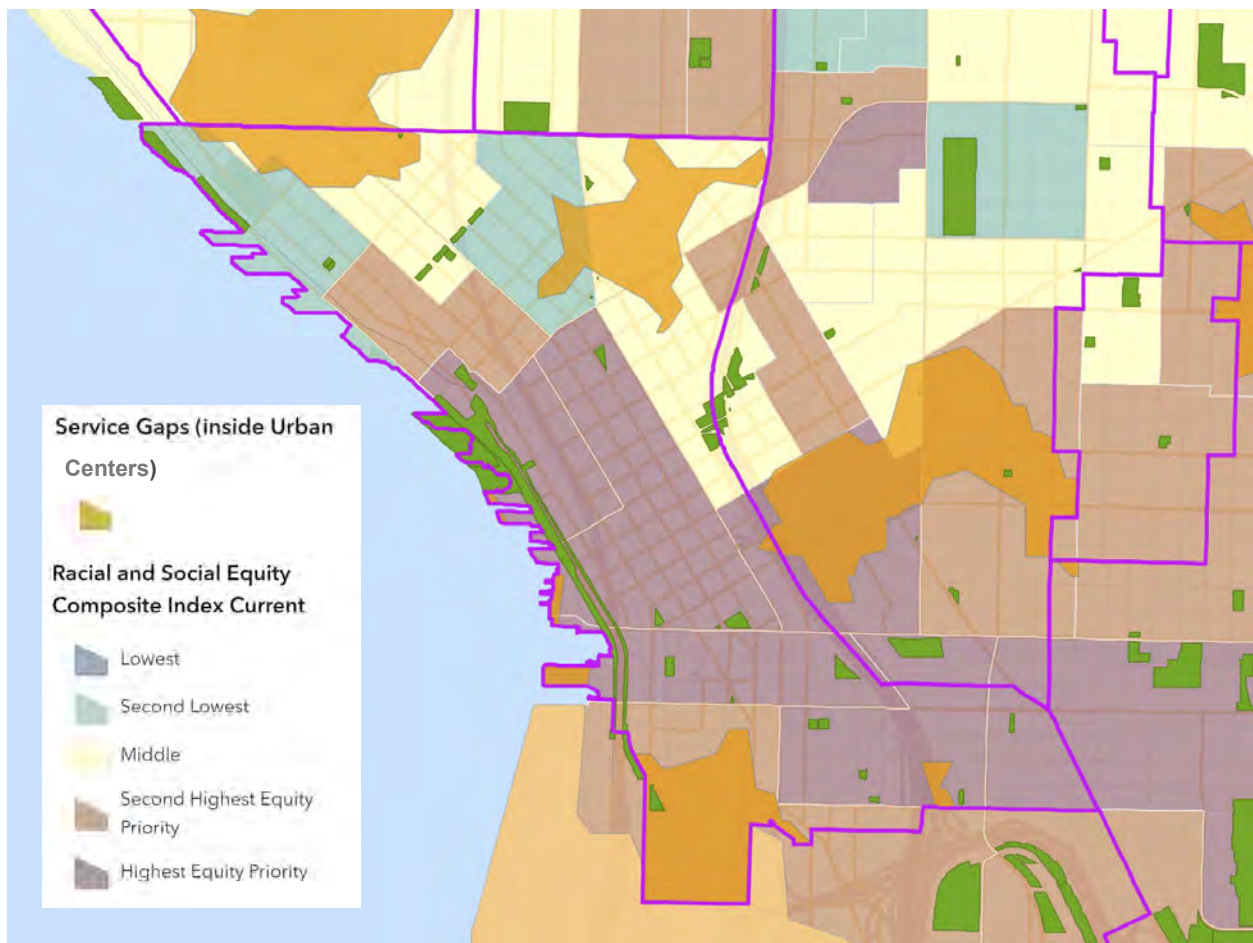 Service Gaps (inside Urban
Centers)
Racial and Social Equity
Composite Index Current
Lowest
Second Lowest
Middle
Second Highest Equity
Priority
Highest Equity Priority